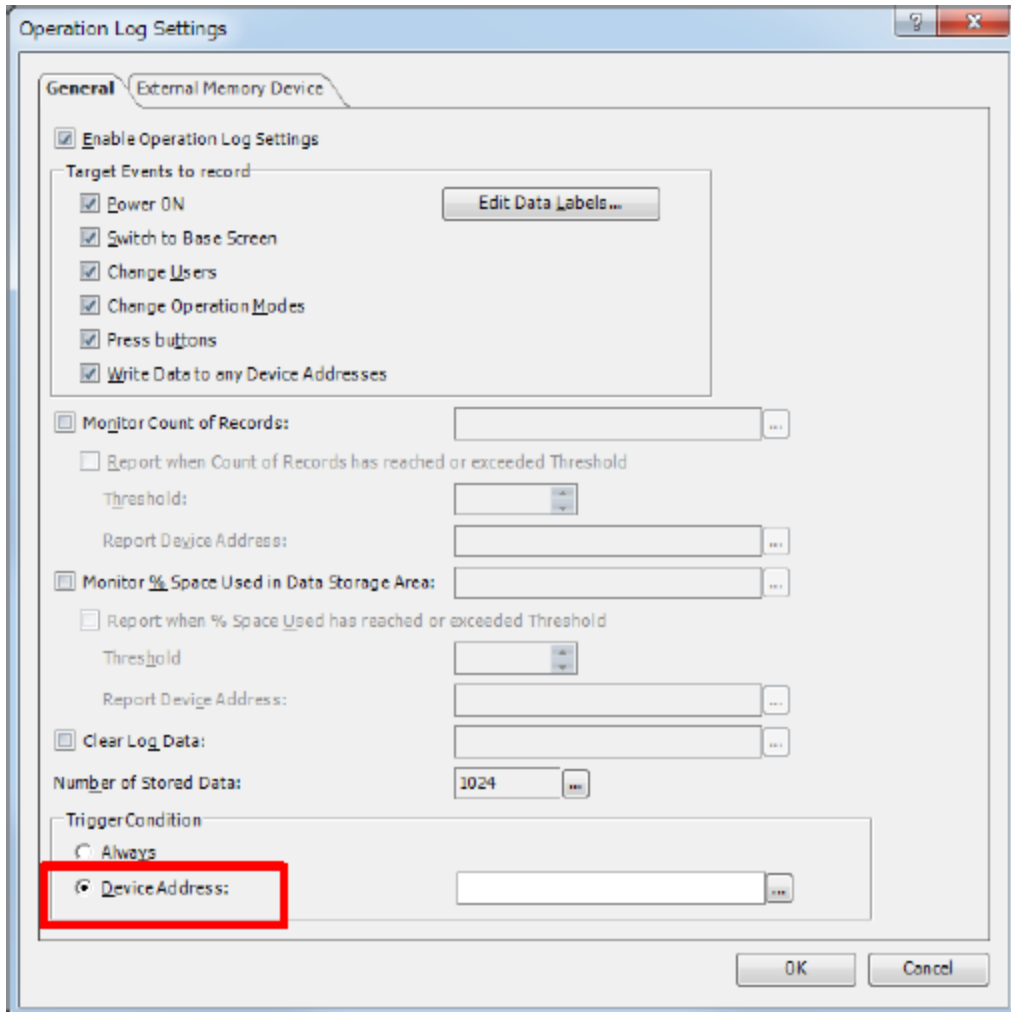 Operation Log Settings
General External Memory Device
Enable Operation Log Settings
Target Events to record
Power ON Edit Data Labels...
Switch to Base Screen
Change Users
Change Operation Modes
Press buttons
Write Data to any Device Addresses
Monitor Count of Records: ...
Report when Count of Records has reached or exceeded Threshold
Threshold:
Report Device Address: ...
Monitor % Space Used in Data Storage Area: ...
Report when % Space Used has reached or exceeded Threshold
Threshold
Report Device Address: ...
Clear Log Data: ...
Number of Stored Data: 1024 ...
Trigger Condition
Always
Device Address: ...
OK Cancel